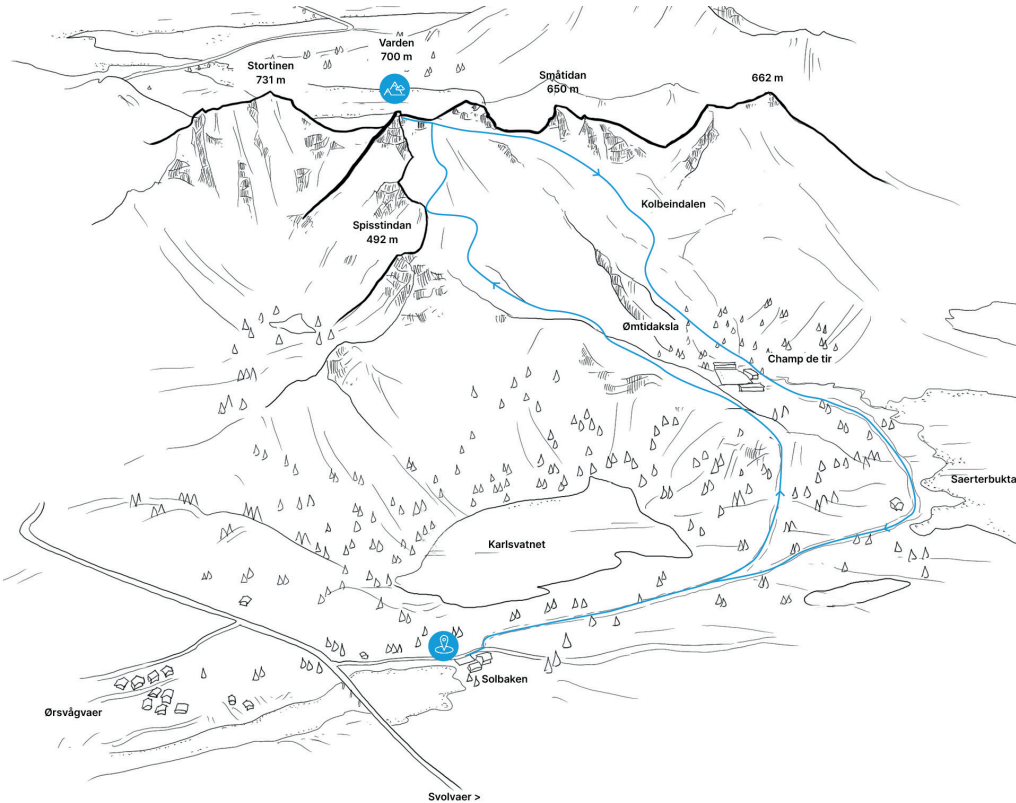 Varden
700 m
Stortinen
731 m
Småtidan
650 m
662 m
Kolbeindalen
Spisstindan
492 m
Ømtidaksla
Champ de tir
Saerterbukta
Karlsvatnet
Solbaken
Ørsvågvaer
Svolvaer >